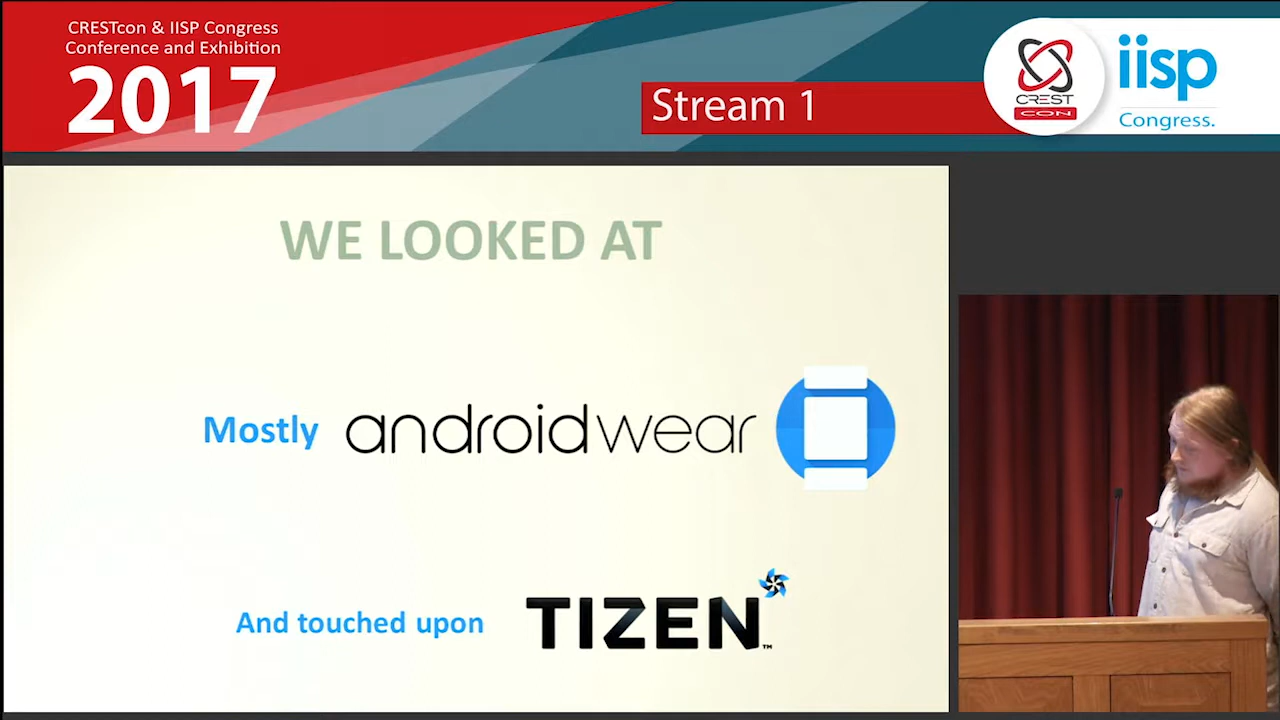 CRESTcon & IISP Congress
Conference and Exhibition
2017
Stream 1
CREST
CON
iisp
Congress.
WE LOOKED AT
Mostly androidwear
And touched upon TIZEN™